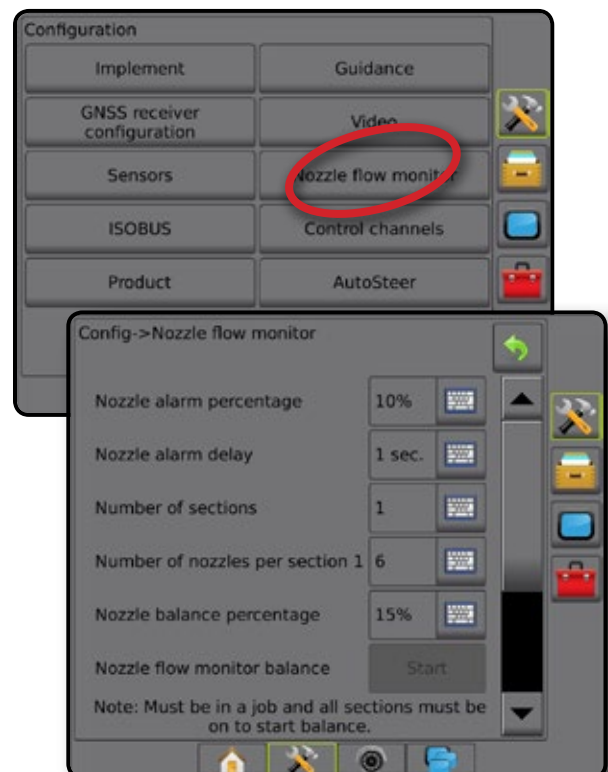 Configuration
Implement
Guidance
GNSS receiver
configuration
Video
Sensors
Nozzle flow monitor
ISOBUS
Control channels
Product
AutoSteer
Config->Nozzle flow monitor
Nozzle alarm percentage
10%
Nozzle alarm delay
1 sec.
Number of sections
1
Number of nozzles per section 1
6
Nozzle balance percentage
15%
Nozzle flow monitor balance
Start
Note: Must be in a job and all sections must be
on to start balance.